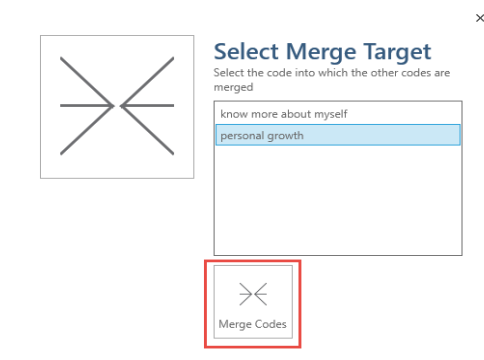 Select Merge Target
Select the code into which the other codes are
merged
know more about myself
personal growth
Merge Codes